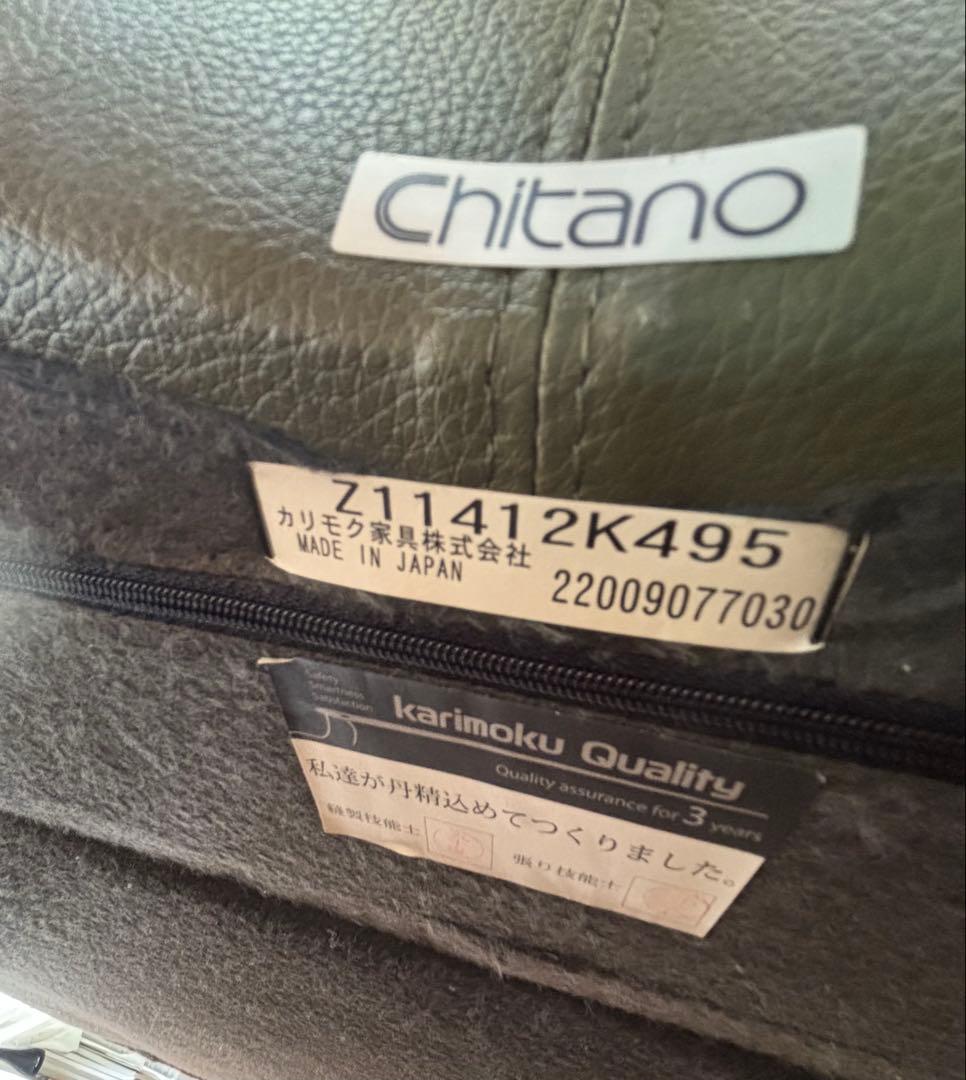 Chitano
Z11412K495
カリモク家具株式会社
MADE IN JAPAN
22009077030
karimoku Quality
Quality assurance for 3 years
私達が丹精込めてつくりました。
縫製技能士
張り技能士